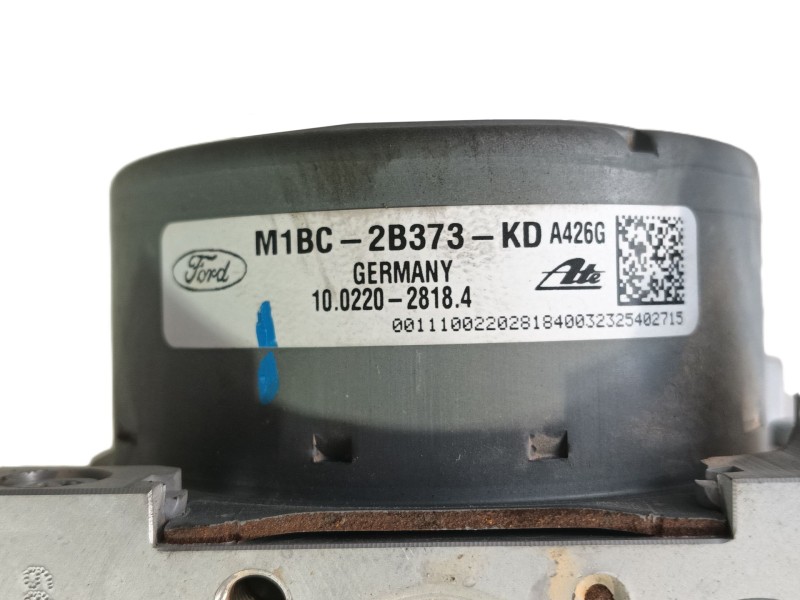 Ford
M1BC-2B373-KD A426G
GERMANY
Ate
10.0220-2818.4
0011100220281840032325402715